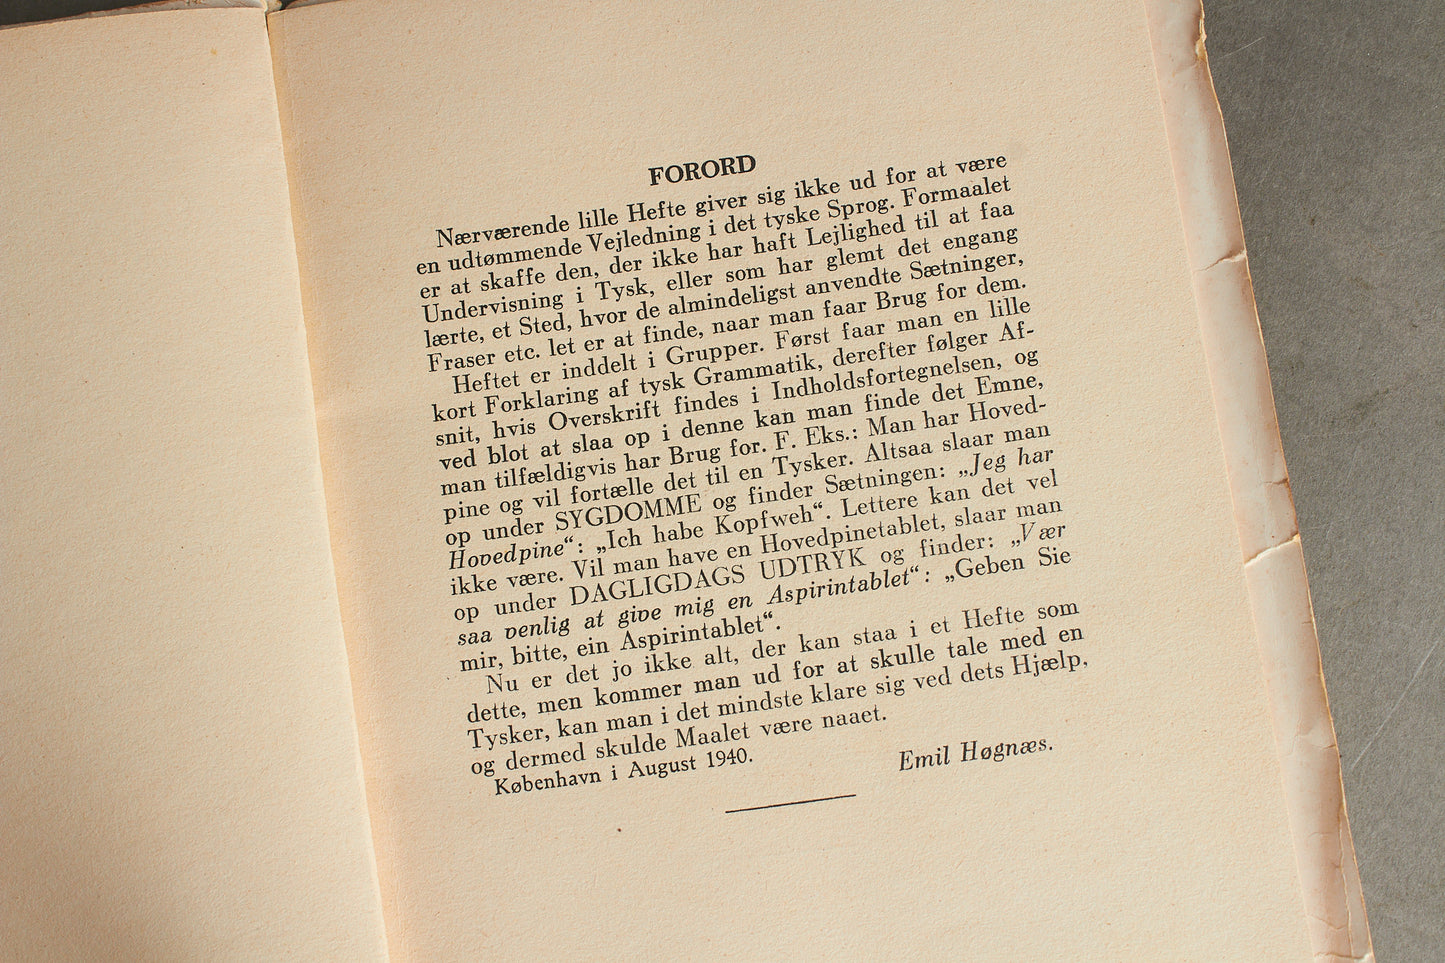 FORORD
Nærværende lille Hefte giver sig ikke ud for at være
en udtømmende Vejledning i det tyske Sprog. Formaalet
er at skaffe den, der ikke har haft Lejlighed til at faa
Undervisning i Tysk, eller som har glemt det engang
lærte, et Sted, hvor de almindeligst anvendte Sætninger,
Fraser etc. let er at finde, naar man faar Brug for dem.
Heftet er inddelt i Grupper. Først faar man en lille
kort Forklaring af tysk Grammatik, derefter følger Af-
snit, hvis Overskrift findes i Indholdsfortegnelsen, og
ved blot at slaa op i denne kan man finde det Emne,
man tilfældigvis har Brug for. F. Eks.: Man har Hoved-
pine og vil fortælle det til en Tysker. Altsaa slaar man
op under SYGDOMME og finder Sætningen: „Jeg har
Hovedpine“: „Ich habe Kopfweh“. Lettere kan det vel
ikke være. Vil man have en Hovedpinetablet, slaar man
op under DAGLIGDAGS UDTRYK og finder: „Vær
saa venlig at give mig en Aspirintablet“: „Geben Sie
mir, bitte, ein Aspirintablet“.
Nu er det jo ikke alt, der kan staa i et Hefte som
dette, men kommer man ud for at skulle tale med en
Tysker, kan man i det mindste klare sig ved dets Hjælp,
og dermed skulde Maalet være naaet.
København i August 1940.
Emil Høgnæs.